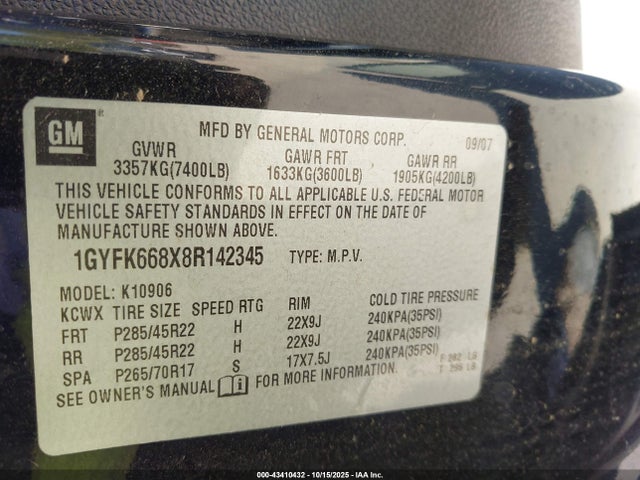 GM ®
MFD BY GENERAL MOTORS CORP. 09/07
GVWR GAWR FRT GAWR RR
3357KG(7400LB) 1633KG(3600LB) 1905KG(4200LB)
THIS VEHICLE CONFORMS TO ALL APPLICABLE U.S. FEDERAL MOTOR
VEHICLE SAFETY STANDARDS IN EFFECT ON THE DATE OF
MANUFACTURE SHOWN ABOVE.
1GYFK668X8R142345 TYPE: M.P.V.
MODEL: K10906
KCWX TIRE SIZE SPEED RTG RIM COLD TIRE PRESSURE
FRT P285/45R22 H 22X9J 240KPA(35PSI)
RR P285/45R22 H 22X9J 240KPA(35PSI)
SPA P265/70R17 S 17X7.5J 240KPA(35PSI)
SEE OWNER'S MANUAL i FOR MORE INFORMATION.
F 282 LB
T 295 LB
000-43410432 - 10/15/2025 - IAA Inc.